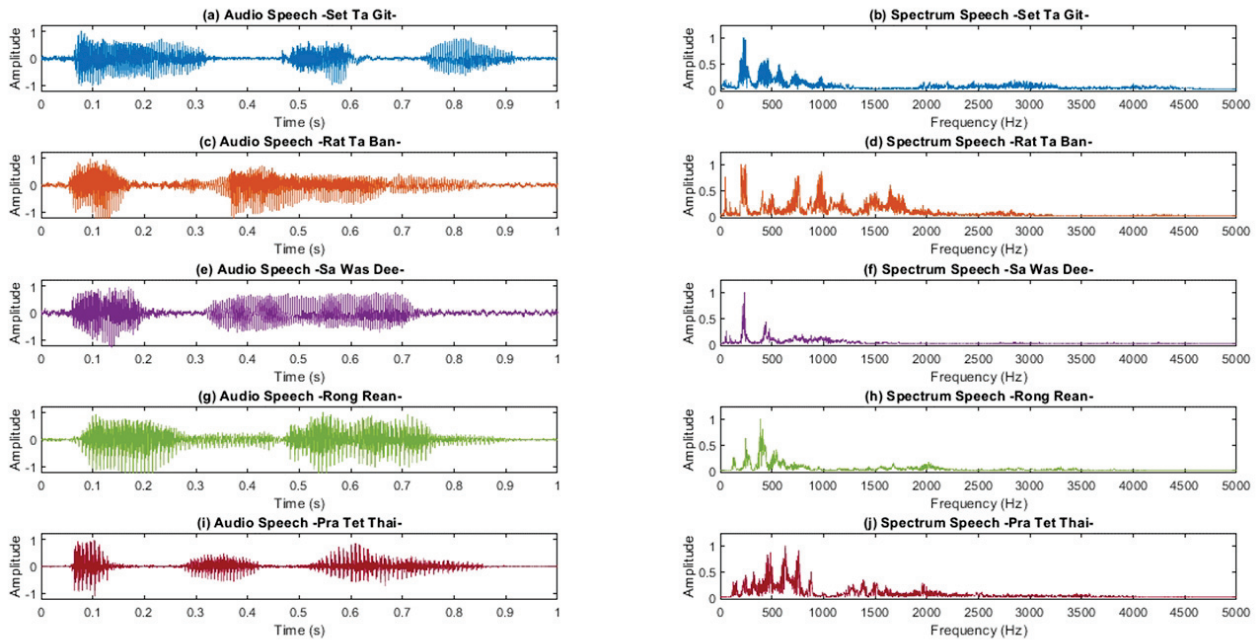 (a) Audio Speech -Set Ta Git-
Amplitude
1
0
-1
0 0.1 0.2 0.3 0.4 0.5 0.6 0.7 0.8 0.9 1
Time (s)
(b) Spectrum Speech -Set Ta Git-
Amplitude
1
0.5
0
0 500 1000 1500 2000 2500 3000 3500 4000 4500 5000
Frequency (Hz)
(c) Audio Speech -Rat Ta Ban-
Amplitude
1
0
-1
0 0.1 0.2 0.3 0.4 0.5 0.6 0.7 0.8 0.9 1
Time (s)
(d) Spectrum Speech -Rat Ta Ban-
Amplitude
1
0.5
0
0 500 1000 1500 2000 2500 3000 3500 4000 4500 5000
Frequency (Hz)
(e) Audio Speech -Sa Was Dee-
Amplitude
1
0
-1
0 0.1 0.2 0.3 0.4 0.5 0.6 0.7 0.8 0.9 1
Time (s)
(f) Spectrum Speech -Sa Was Dee-
Amplitude
1
0.5
0
0 500 1000 1500 2000 2500 3000 3500 4000 4500 5000
Frequency (Hz)
(g) Audio Speech -Rong Rean-
Amplitude
1
0
-1
0 0.1 0.2 0.3 0.4 0.5 0.6 0.7 0.8 0.9 1
Time (s)
(h) Spectrum Speech -Rong Rean-
Amplitude
1
0.5
0
0 500 1000 1500 2000 2500 3000 3500 4000 4500 5000
Frequency (Hz)
(i) Audio Speech -Pra Tet Thai-
Amplitude
1
0
-1
0 0.1 0.2 0.3 0.4 0.5 0.6 0.7 0.8 0.9 1
Time (s)
(j) Spectrum Speech -Pra Tet Thai-
Amplitude
1
0.5
0
0 500 1000 1500 2000 2500 3000 3500 4000 4500 5000
Frequency (Hz)